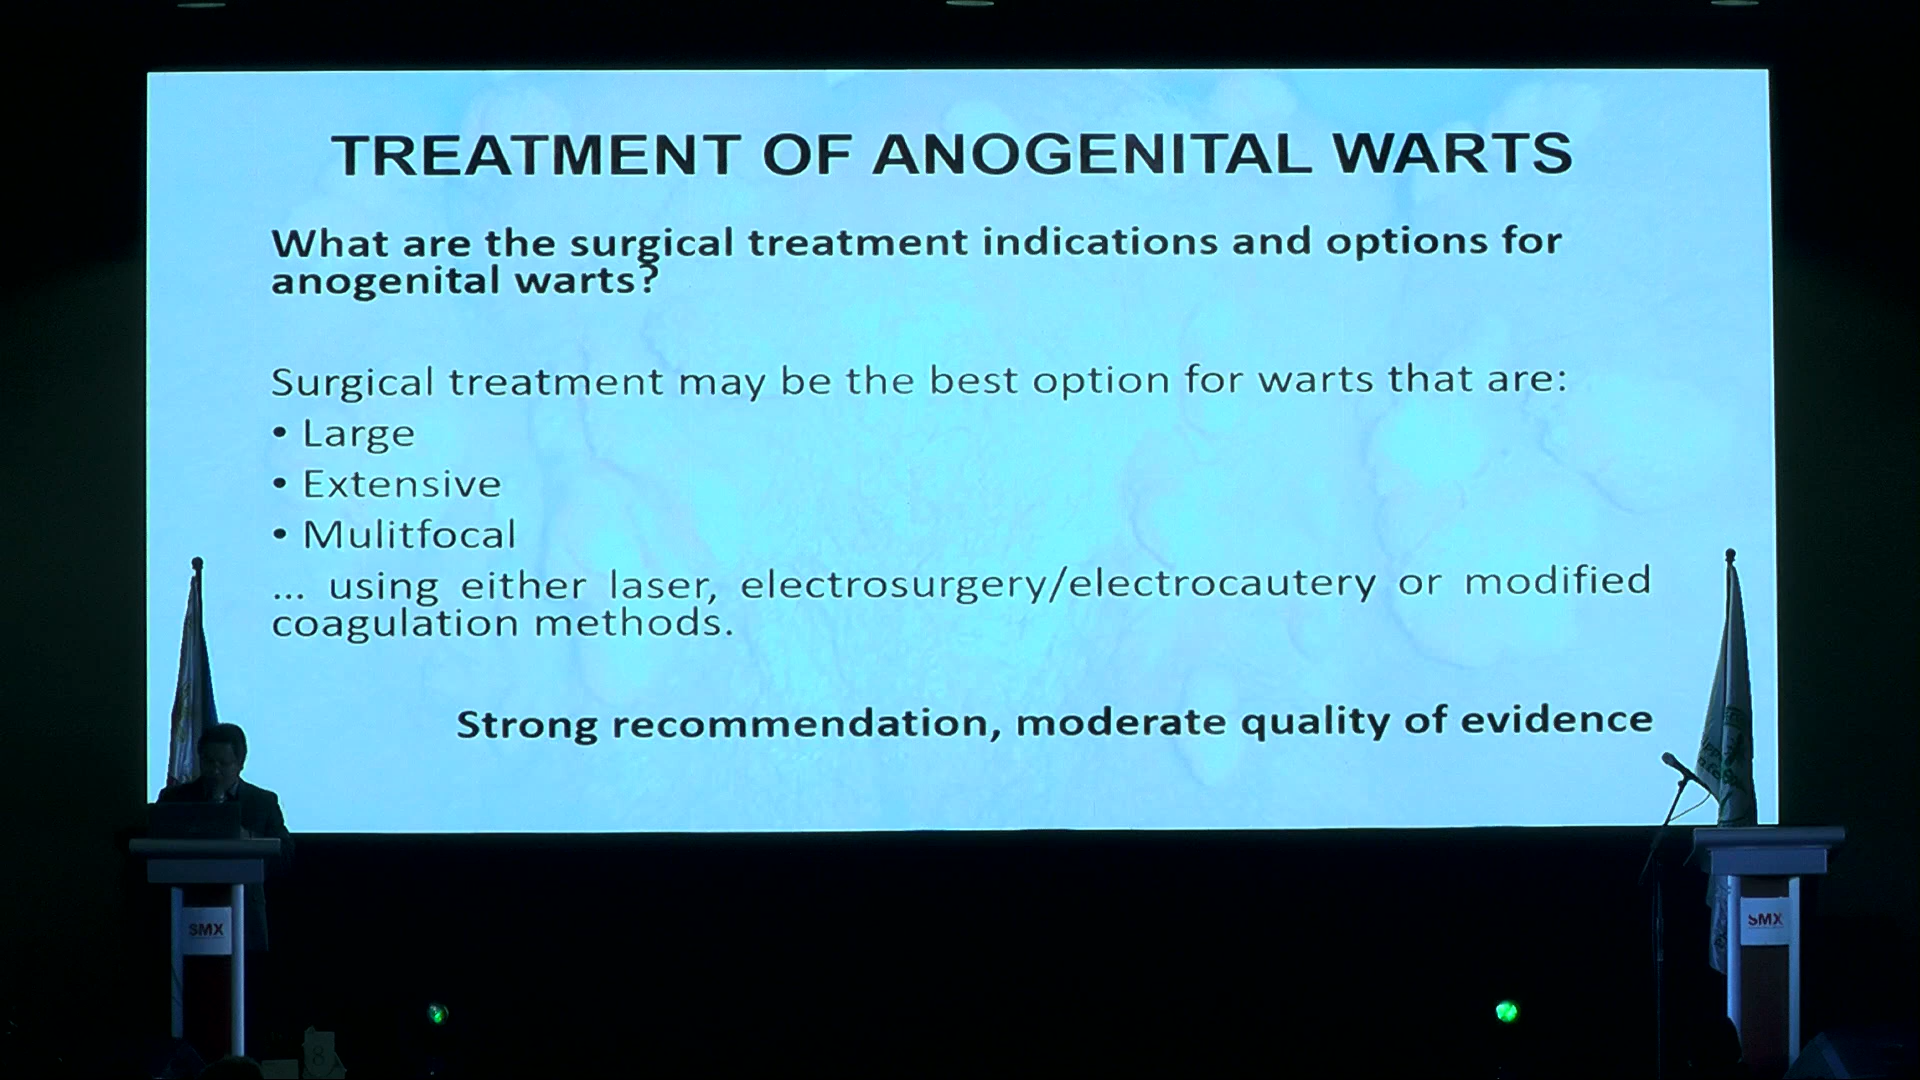 TREATMENT OF ANOGENITAL WARTS
What are the surgical treatment indications and options for
anogenital warts?
Surgical treatment may be the best option for warts that are:
• Large
• Extensive
• Mulitfocal
... using either laser, electrosurgery/electrocautery or modified
coagulation methods.
Strong recommendation, moderate quality of evidence
SMX
SMX
8